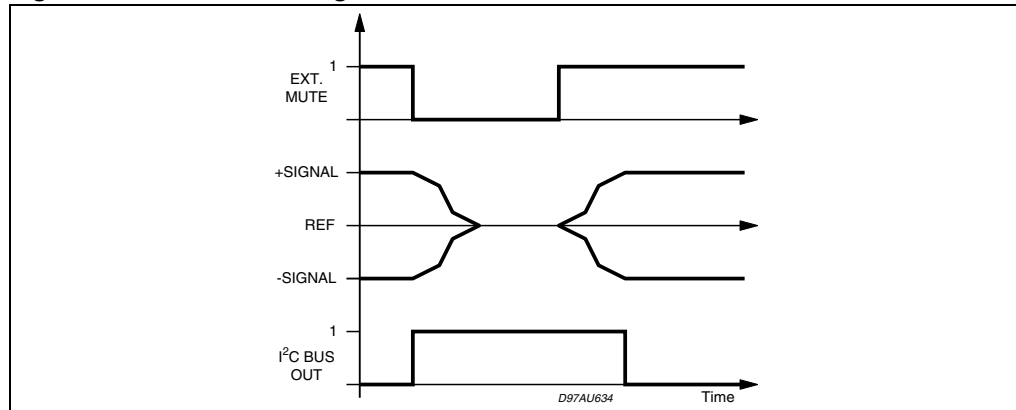 1
EXT.
MUTE
+SIGNAL
REF
-SIGNAL
1
I²C BUS
OUT
D97AU634
Time